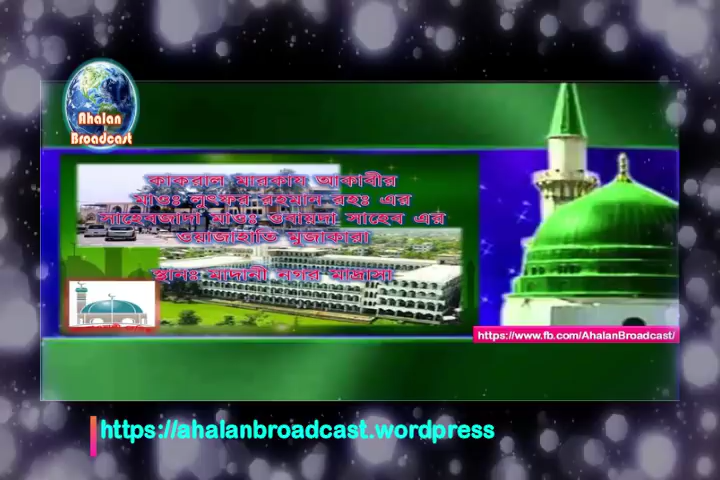 Ahalan
Broadcast
কাকরাল মারকায আকাবীর
মাওঃ লুৎফর রহমান রহঃ এর
সাহেবজাদা মাওঃ ওবায়দা সাহেব এর
ওয়াজাহাতি মুজাকারা
স্থানঃ মাদানী নগর মাদ্রাসা
https://www.fb.com/AhalanBroadcast/
https://ahalanbroadcast.wordpress